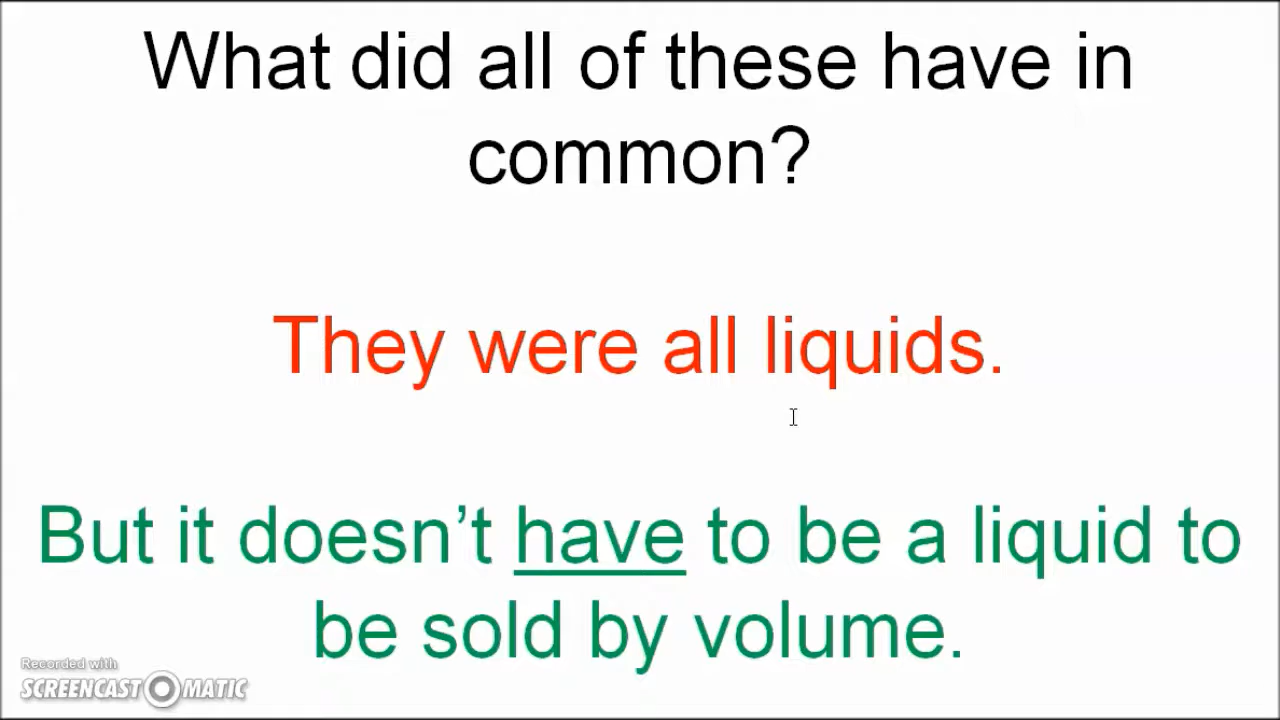 What did all of these have in
common?
They were all liquids.
But it doesn’t have to be a liquid to
be sold by volume.
Recorded with
SCREENCAST O MATIC